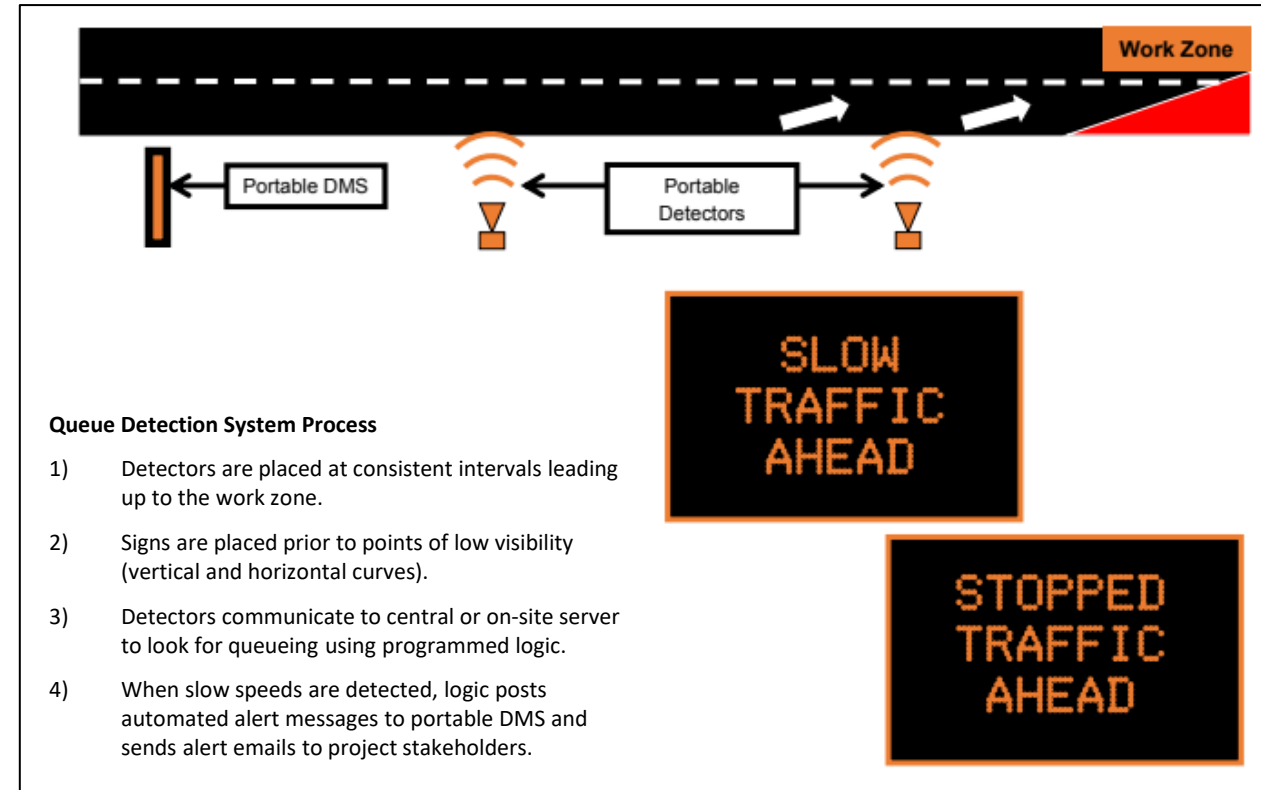 Work Zone
Portable DMS
Portable
Detectors
SLOW
TRAFFIC
AHEAD
Queue Detection System Process
1) Detectors are placed at consistent intervals leading
up to the work zone.
2) Signs are placed prior to points of low visibility
(vertical and horizontal curves).
3) Detectors communicate to central or on-site server
to look for queueing using programmed logic.
4) When slow speeds are detected, logic posts
automated alert messages to portable DMS and
sends alert emails to project stakeholders.
STOPPED
TRAFFIC
AHEAD